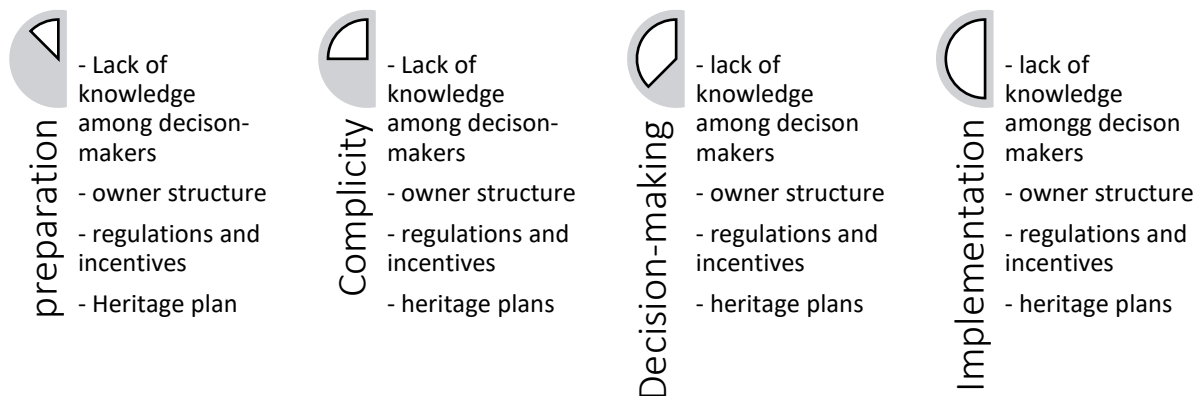 preparation
- Lack of
knowledge
among decison-
makers
- owner structure
- regulations and
incentives
- Heritage plan
Complicity
- Lack of
knowledge
among decison-
makers
- owner structure
- regulations and
incentives
- heritage plans
Decision-making
- lack of
knowledge
among decison
makers
- owner structure
- regulations and
incentives
- heritage plans
Implementation
- lack of
knowledge
amongg decison
makers
- owner structure
- regulations and
incentives
- heritage plans